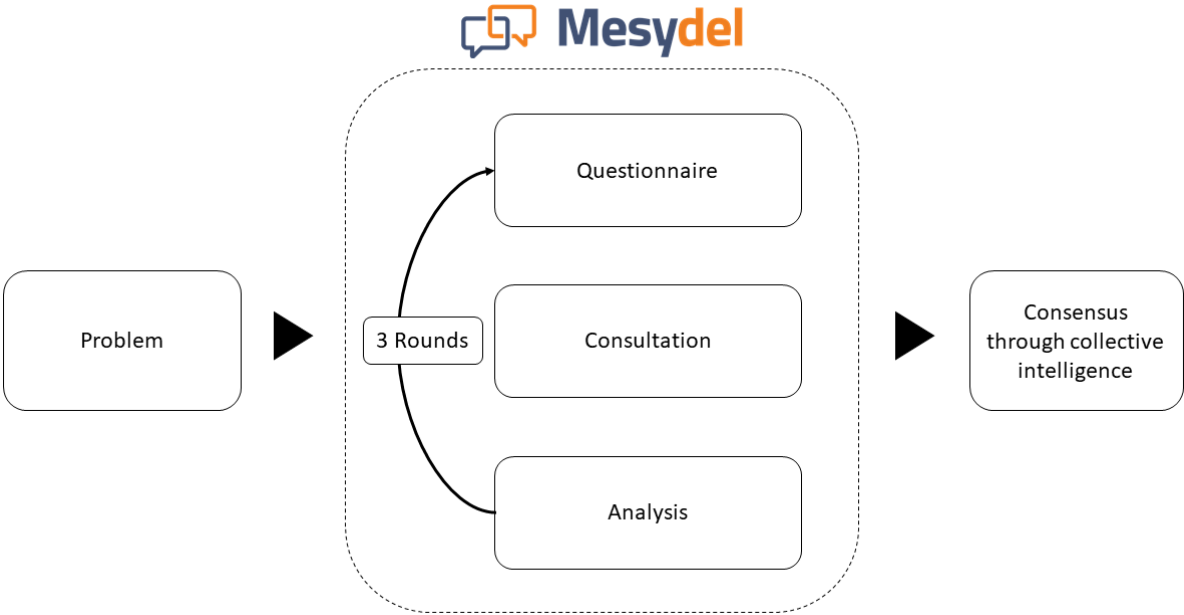 Mesydel
Questionnaire
Problem
3 Rounds
Consultation
Consensus
through collective
intelligence
Analysis